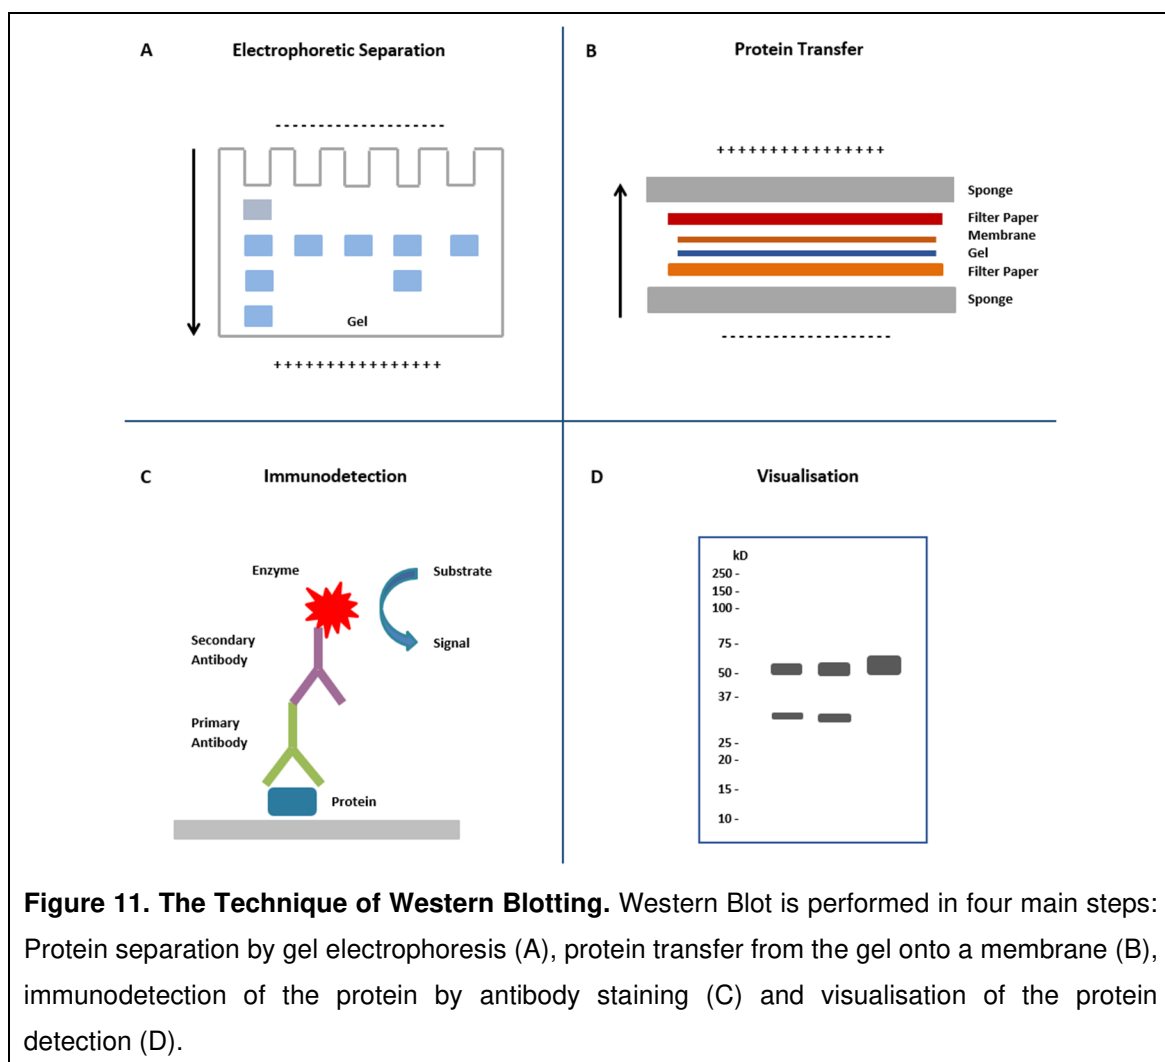 A
Electrophoretic Separation
-------------------
Gel
++++++++++++++++
B
Protein Transfer
++++++++++++++++
Sponge
Filter Paper
Membrane
Gel
Filter Paper
Sponge
-------------------
C
Immunodetection
Enzyme
Substrate
Secondary
Antibody
Signal
Primary
Antibody
Protein
D
Visualisation
kD
250 -
150 -
100 -
75 -
50 -
37 -
25 -
20 -
15 -
10 -
Figure 11. The Technique of Western Blotting. Western Blot is performed in four main steps:
Protein separation by gel electrophoresis (A), protein transfer from the gel onto a membrane (B),
immunodetection of the protein by antibody staining (C) and visualisation of the protein
detection (D).